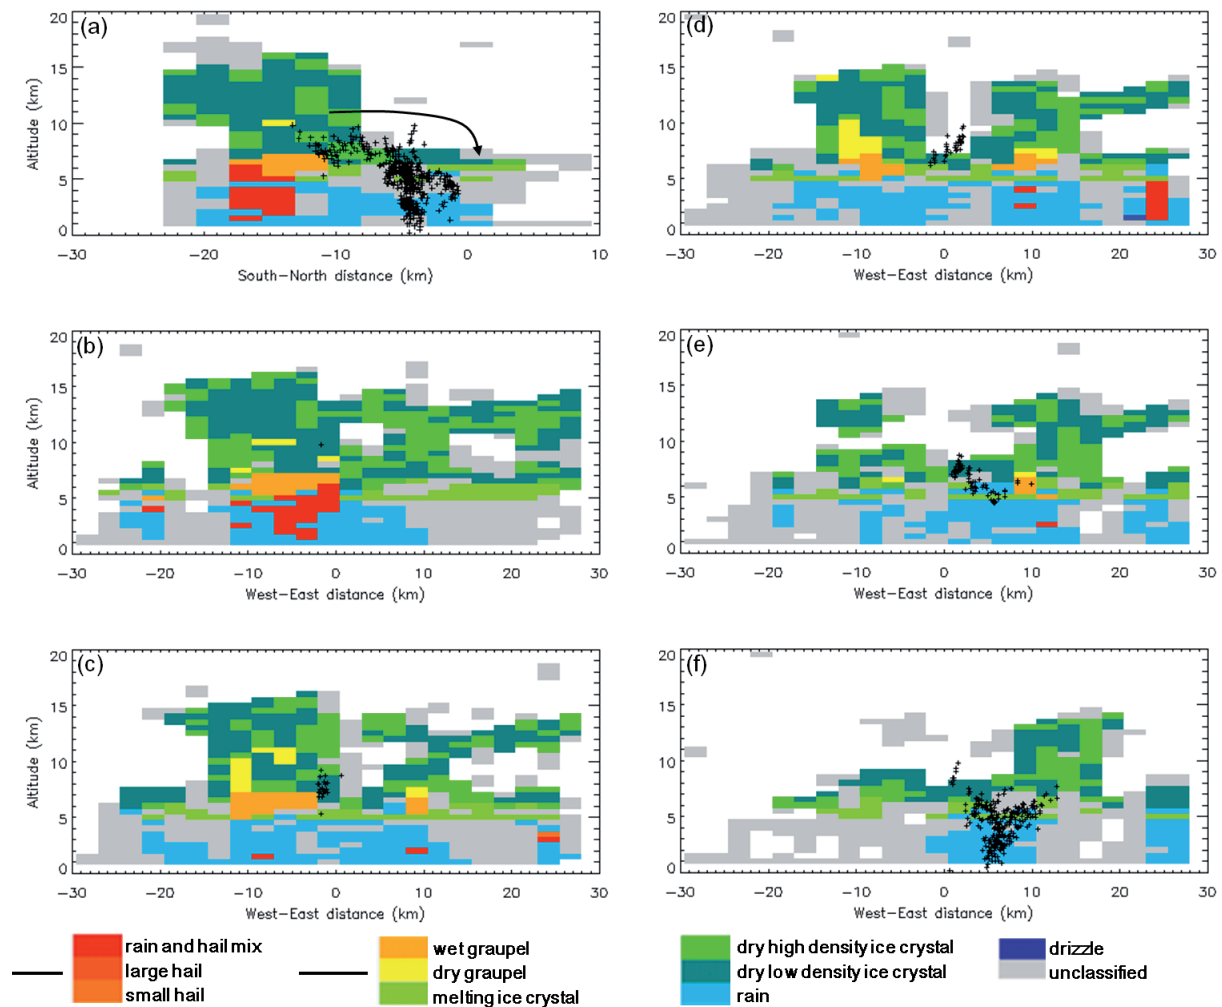 (a)
20
15
10
5
0
Altitude (km)
−30
−20
−10
0
10
South−North distance (km)
(d)
20
15
10
5
0
Altitude (km)
−30
−20
−10
0
10
20
30
West−East distance (km)
(b)
20
15
10
5
0
Altitude (km)
−30
−20
−10
0
10
20
30
West−East distance (km)
(e)
20
15
10
5
0
−30
−20
−10
0
10
20
30
West−East distance (km)
(c)
20
15
10
5
0
Altitude (km)
−30
−20
−10
0
10
20
30
West−East distance (km)
(f)
20
15
10
5
0
−30
−20
−10
0
10
20
30
West−East distance (km)
rain and hail mix
large hail
small hail
wet graupel
dry graupel
melting ice crystal
dry high density ice crystal
dry low density ice crystal
rain
drizzle
unclassified